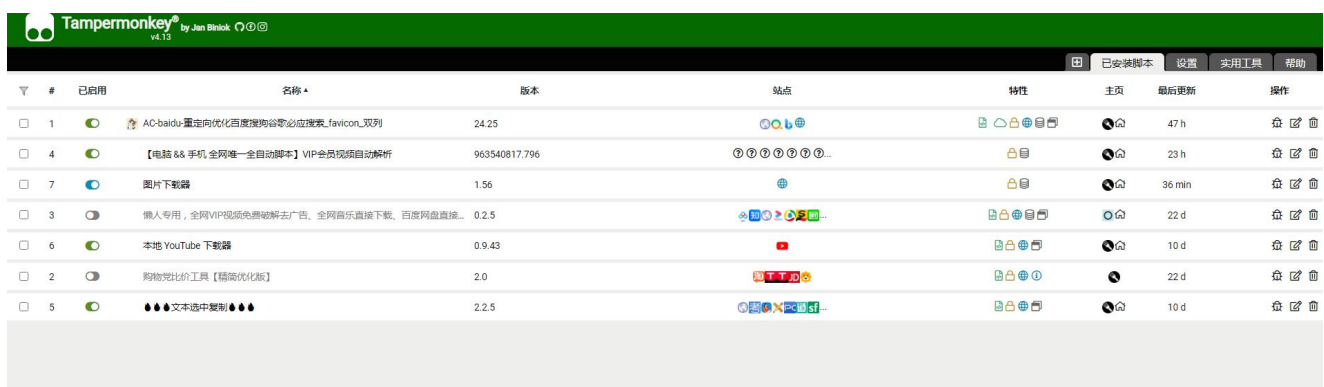 Tampermonkey® by Jan Biniok
v4.13
已安装脚本 设置 实用工具 帮助
# 已启用 名称 版本 站点 特性 主页 最后更新 操作
1 AC-baidu-重定向优化百度搜狗谷歌必应搜索_favicon_双列 24.25 47 h
4 【电脑 && 手机 全网唯一全自动脚本】VIP会员视频自动解析 963540817.796 ... 23 h
7 图片下载器 1.56 36 min
3 懒人专用，全网VIP视频免费破解去广告、全网音乐直接下载、百度网盘直接... 0.2.5 知 ... 22 d
6 本地 YouTube 下载器 0.9.43 10 d
2 购物党比价工具【精简优化版】 2.0 T T JD 22 d
5 文本选中复制 2.2.5 PC sf ... 10 d